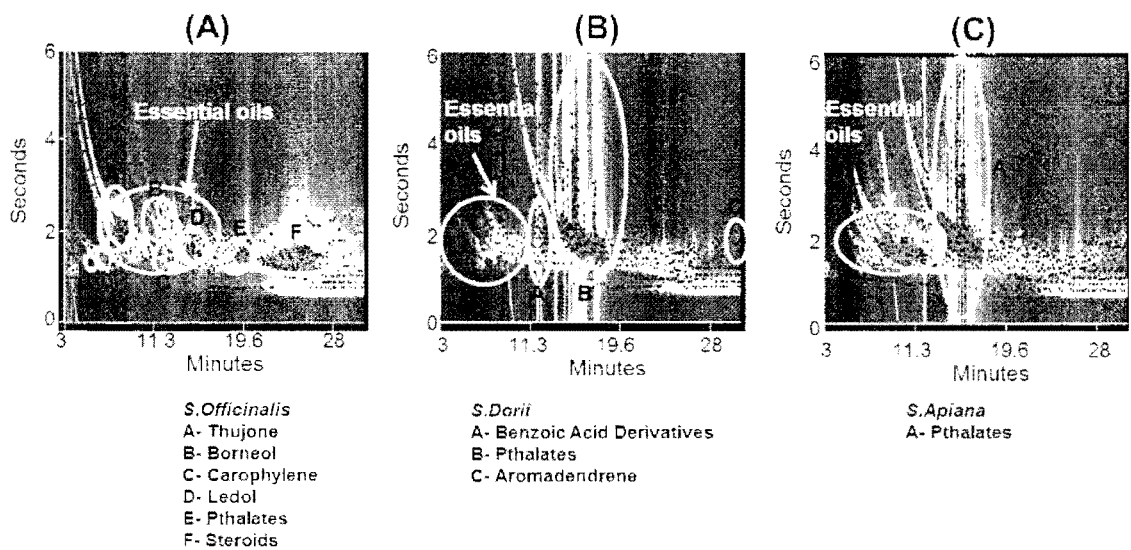 (A)
6
4
2
0
Seconds
Essential oils
B
D
E
F
3 11.3 19.6 28
Minutes
S.Officinalis
A- Thujone
B- Borneol
C- Carophylene
D- Ledol
E- Pthalates
F- Steroids
(B)
6
4
2
0
Seconds
Essential
oils
A
B
C
3 11.3 19.6 28
Minutes
S.Dorii
A- Benzoic Acid Derivatives
B- Pthalates
C- Aromadendrene
(C)
6
4
2
0
Seconds
Essential
oils
A
3 11.3 19.6 28
Minutes
S.Apiana
A- Pthalates